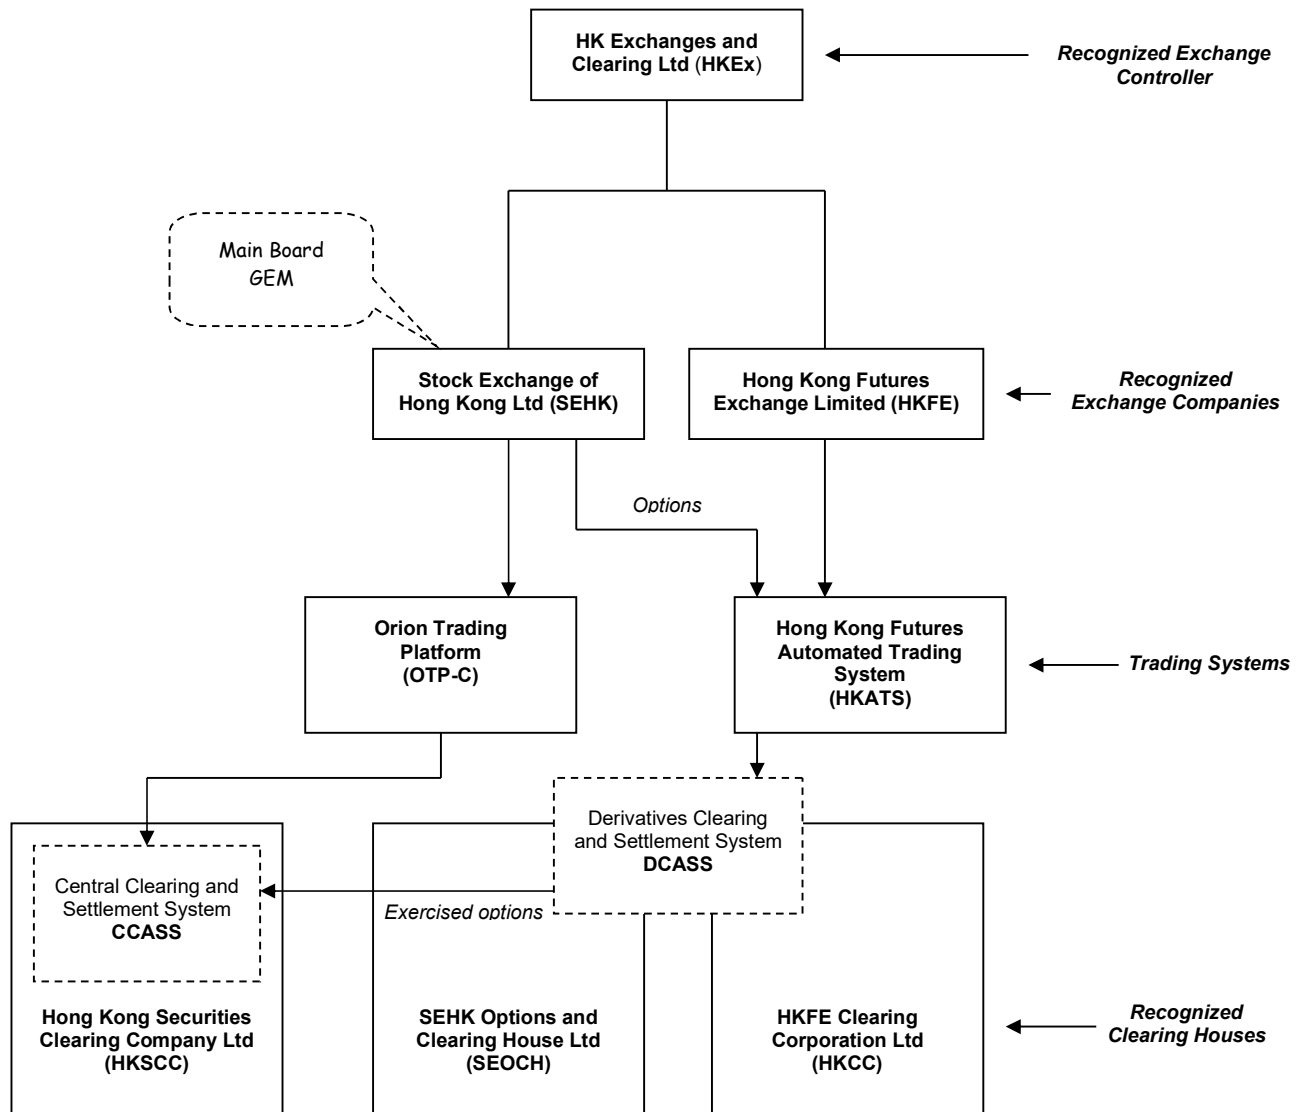 HK Exchanges and
Clearing Ltd (HKEx)
Recognized Exchange
Controller
Main Board
GEM
Stock Exchange of
Hong Kong Ltd (SEHK)
Hong Kong Futures
Exchange Limited (HKFE)
Recognized
Exchange Companies
Options
Orion Trading
Platform
(OTP-C)
Hong Kong Futures
Automated Trading
System
(HKATS)
Trading Systems
Derivatives Clearing
and Settlement System
DCASS
Central Clearing and
Settlement System
CCASS
Exercised options
Hong Kong Securities
Clearing Company Ltd
(HKSCC)
SEHK Options and
Clearing House Ltd
(SEOCH)
HKFE Clearing
Corporation Ltd
(HKCC)
Recognized
Clearing Houses